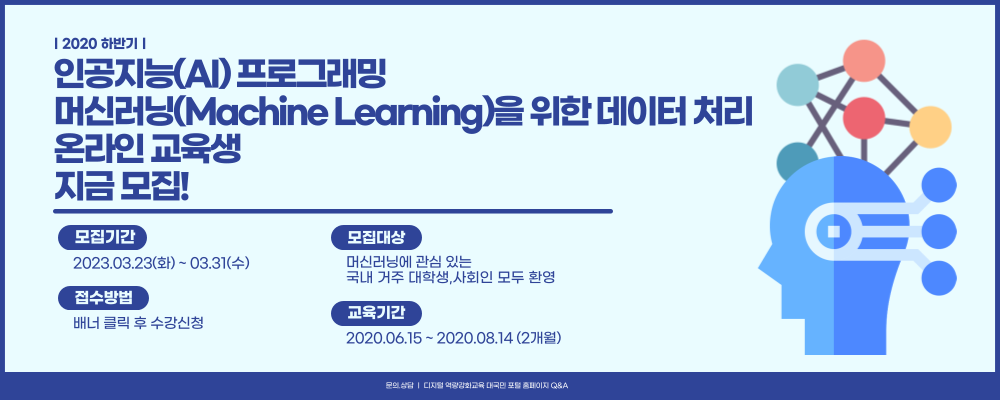 | 2020 하반기 |
인공지능(AI) 프로그래밍
머신러닝(Machine Learning)을 위한 데이터 처리
온라인 교육생
지금 모집!
모집기간
2023.03.23(화) ~ 03.31(수)
접수방법
배너 클릭 후 수강신청
모집대상
머신러닝에 관심 있는
국내 거주 대학생,사회인 모두 환영
교육기간
2020.06.15 ~ 2020.08.14 (2개월)
문의.상담 | 디지털 역량강화교육 대국민 포털 홈페이지 Q&A